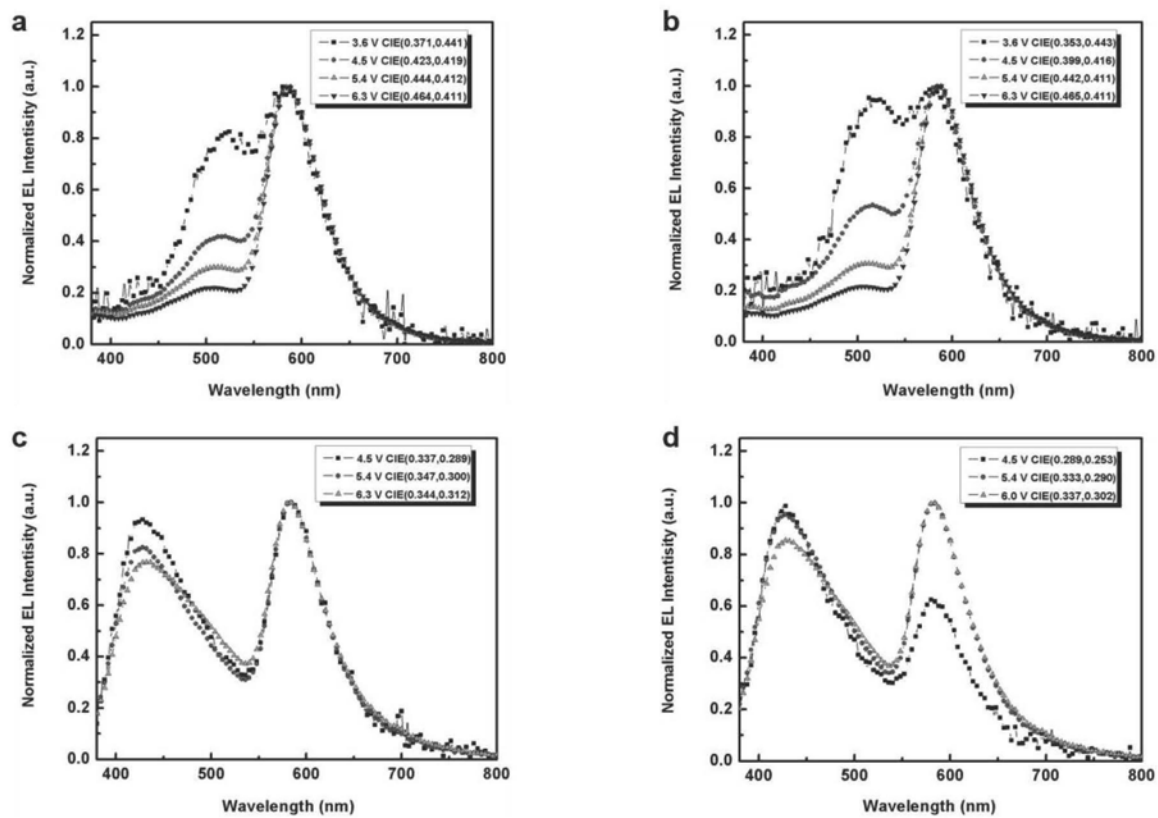 a
1.2
1.0
0.8
0.6
0.4
0.2
0.0
400 500 600 700 800
Normalized EL Intentisity (a.u.)
Wavelength (nm)
3.6 V CIE(0.371,0.441)
4.5 V CIE(0.423,0.419)
5.4 V CIE(0.444,0.412)
6.3 V CIE(0.464,0.411)
b
1.2
1.0
0.8
0.6
0.4
0.2
0.0
400 500 600 700 800
Normalized EL Intentisity (a.u.)
Wavelength (nm)
3.6 V CIE(0.353,0.443)
4.5 V CIE(0.399,0.416)
5.4 V CIE(0.442,0.411)
6.3 V CIE(0.465,0.411)
c
1.2
1.0
0.8
0.6
0.4
0.2
0.0
400 500 600 700 800
Normalized EL Intentisity (a.u.)
Wavelength (nm)
4.5 V CIE(0.337,0.289)
5.4 V CIE(0.347,0.300)
6.3 V CIE(0.344,0.312)
d
1.2
1.0
0.8
0.6
0.4
0.2
0.0
400 500 600 700 800
Normalized EL Intentisity (a.u.)
Wavelength (nm)
4.5 V CIE(0.289,0.253)
5.4 V CIE(0.333,0.290)
6.0 V CIE(0.337,0.302)